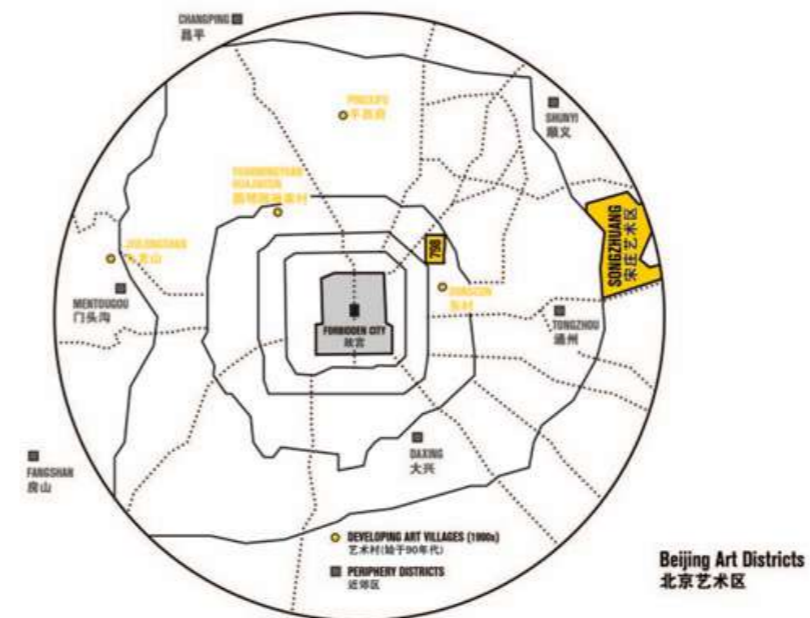 CHANGPING
昌平
PINGXIFU
平西府
SHUNYI
顺义
YUANMINGYUAN
HUAJIACUN
圆明园画家村
798
SONGZHUANG
宋庄艺术区
MENTOUGOU
门头沟
DONGCUN
东村
FORBIDDEN CITY
故宫
TONGZHOU
通州
DAXING
大兴
FANGSHAN
房山
DEVELOPING ART VILLAGES (1990s)
艺术村(始于90年代)
PERIPHERY DISTRICTS
近郊区
Beijing Art Districts
北京艺术区